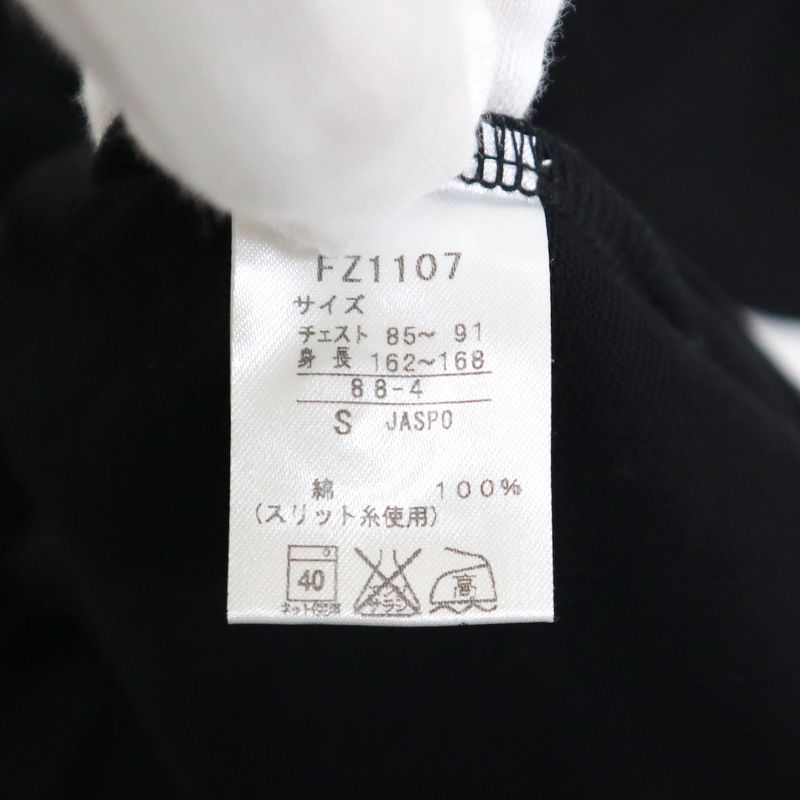 FZ1107
サイズ
チェスト 85〜 91
身 長 162〜168
88-4
S JASPO
綿 100%
(スリット糸使用)
40 高
ネット使用